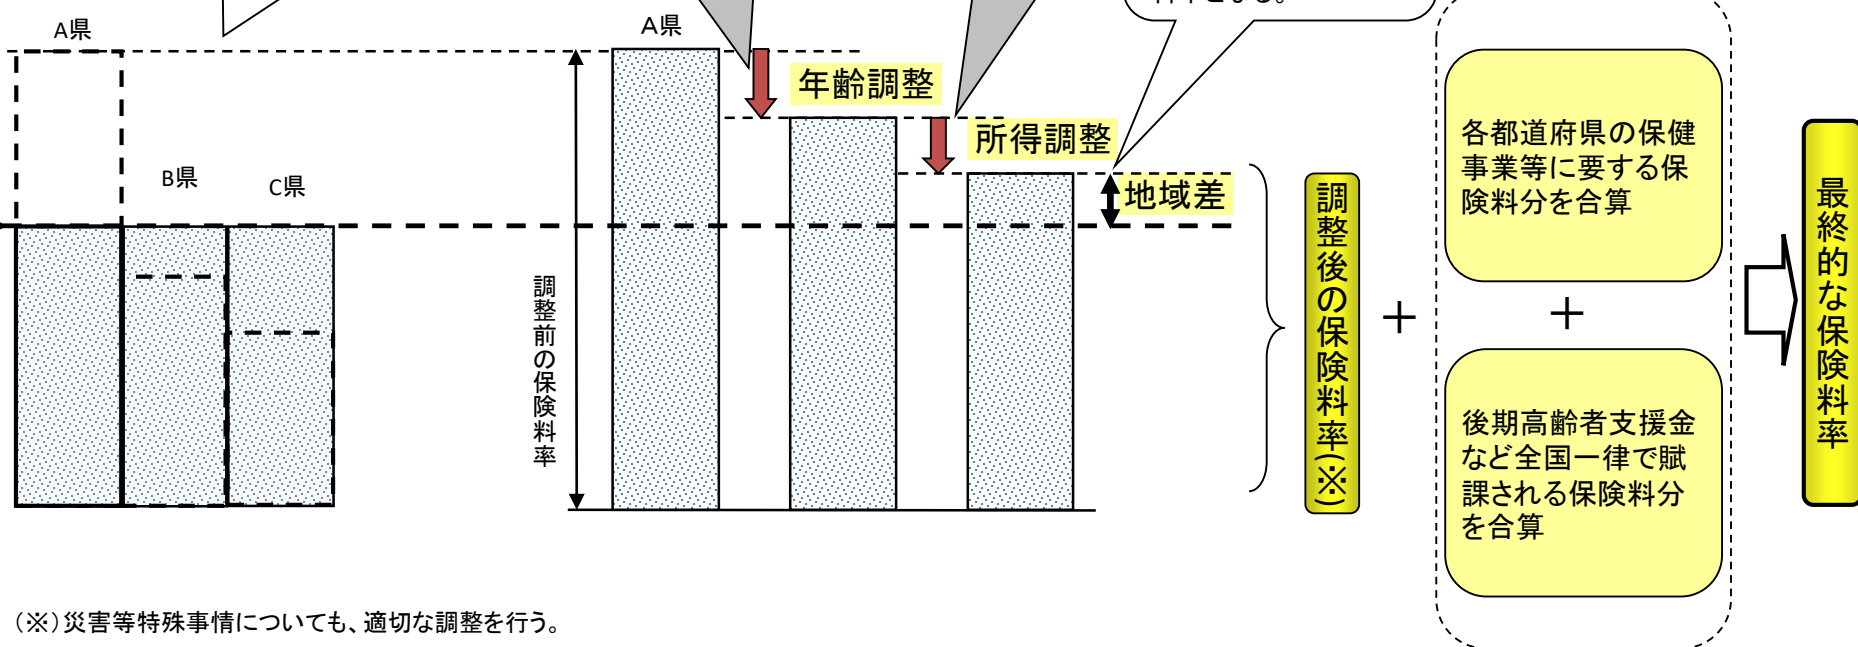 A県
B県
C県
A県
調整前の保険料率
年齢調整
所得調整
地域差
調整後の保険料率(※)
＋
各都道府県の保健
事業等に要する保
険料分を合算
＋
後期高齢者支援金
など全国一律で賦
課される保険料分
を合算
最終的な保険料率
(※)災害等特殊事情についても、適切な調整を行う。